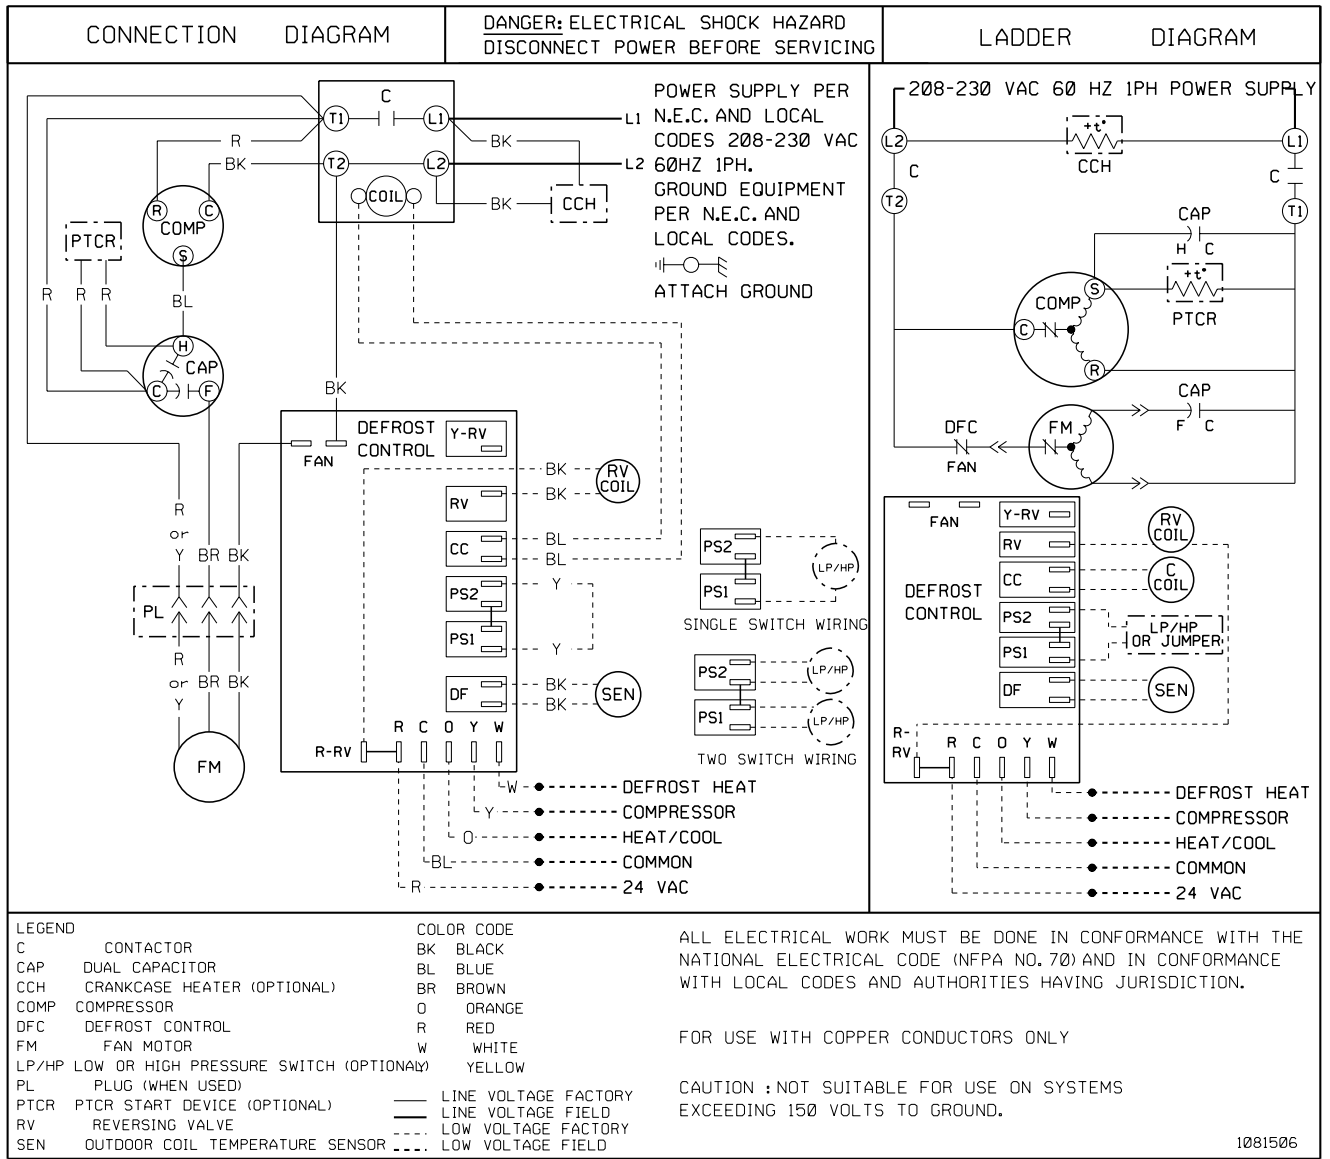 CONNECTION DIAGRAM
DANGER: ELECTRICAL SHOCK HAZARD
DISCONNECT POWER BEFORE SERVICING
LADDER DIAGRAM
C
T1
L1
T2
L2
COIL
R
BK
BK
BK
CCH
L1
L2
POWER SUPPLY PER
N.E.C. AND LOCAL
CODES 208-230 VAC
60HZ 1PH.
GROUND EQUIPMENT
PER N.E.C. AND
LOCAL CODES.
ATTACH GROUND
R
C
COMP
S
PTCR
R
R
R
BL
H
CAP
C
F
BK
DEFROST
CONTROL
FAN
Y-RV
RV
CC
PS2
PS1
DF
BK
BK
RV
COIL
BL
BL
Y
Y
BK
BK
SEN
R
or
Y
BR
BK
PL
R
or
Y
BR
BK
FM
R-RV
R
C
O
Y
W
W
DEFROST HEAT
Y
COMPRESSOR
O
HEAT/COOL
BL
COMMON
R
24 VAC
PS2
PS1
LP/HP
SINGLE SWITCH WIRING
PS2
LP/HP
PS1
LP/HP
TWO SWITCH WIRING
208-230 VAC 60 HZ 1PH POWER SUPPLY
L2
+t°
CCH
L1
C
C
T2
T1
CAP
H C
+t°
PTCR
COMP
S
C
R
CAP
F C
DFC
FAN
FM
FAN
Y-RV
RV
CC
PS2
PS1
DF
DEFROST
CONTROL
RV
COIL
C
COIL
LP/HP
OR JUMPER
SEN
R-
RV
R
C
O
Y
W
DEFROST HEAT
COMPRESSOR
HEAT/COOL
COMMON
24 VAC
LEGEND
C CONTACTOR
CAP DUAL CAPACITOR
CCH CRANKCASE HEATER (OPTIONAL)
COMP COMPRESSOR
DFC DEFROST CONTROL
FM FAN MOTOR
LP/HP LOW OR HIGH PRESSURE SWITCH (OPTIONAL)
PL PLUG (WHEN USED)
PTCR PTCR START DEVICE (OPTIONAL)
RV REVERSING VALVE
SEN OUTDOOR COIL TEMPERATURE SENSOR
COLOR CODE
BK BLACK
BL BLUE
BR BROWN
O ORANGE
R RED
W WHITE
Y YELLOW
LINE VOLTAGE FACTORY
LINE VOLTAGE FIELD
LOW VOLTAGE FACTORY
LOW VOLTAGE FIELD
ALL ELECTRICAL WORK MUST BE DONE IN CONFORMANCE WITH THE
NATIONAL ELECTRICAL CODE (NFPA NO. 70) AND IN CONFORMANCE
WITH LOCAL CODES AND AUTHORITIES HAVING JURISDICTION.
FOR USE WITH COPPER CONDUCTORS ONLY
CAUTION : NOT SUITABLE FOR USE ON SYSTEMS
EXCEEDING 150 VOLTS TO GROUND.
1081506